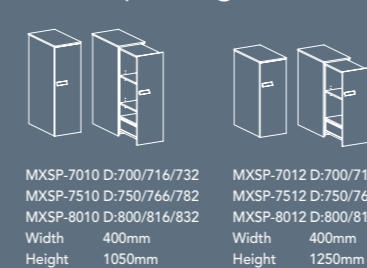 MXSP-7010 D:700/716/732
MXSP-7510 D:750/766/782
MXSP-8010 D:800/816/832
Width 400mm
Height 1050mm
MXSP-7012 D:700/71
MXSP-7512 D:750/76
MXSP-8012 D:800/81
Width 400mm
Height 1250mm